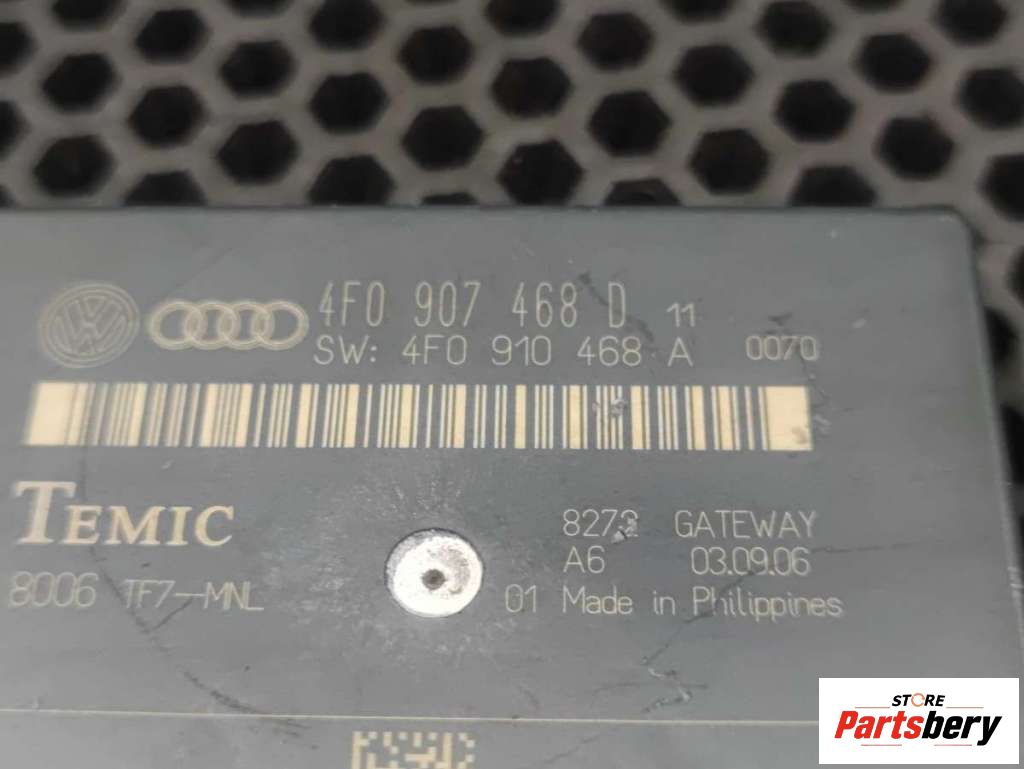 4F0 907 468 D 11
SW: 4F0 910 468 A 0070
TEMIC
GATEWAY
A6 03.09.06
8006 TF7-MNL
01 Made in Philippines
STORE
Partsbery